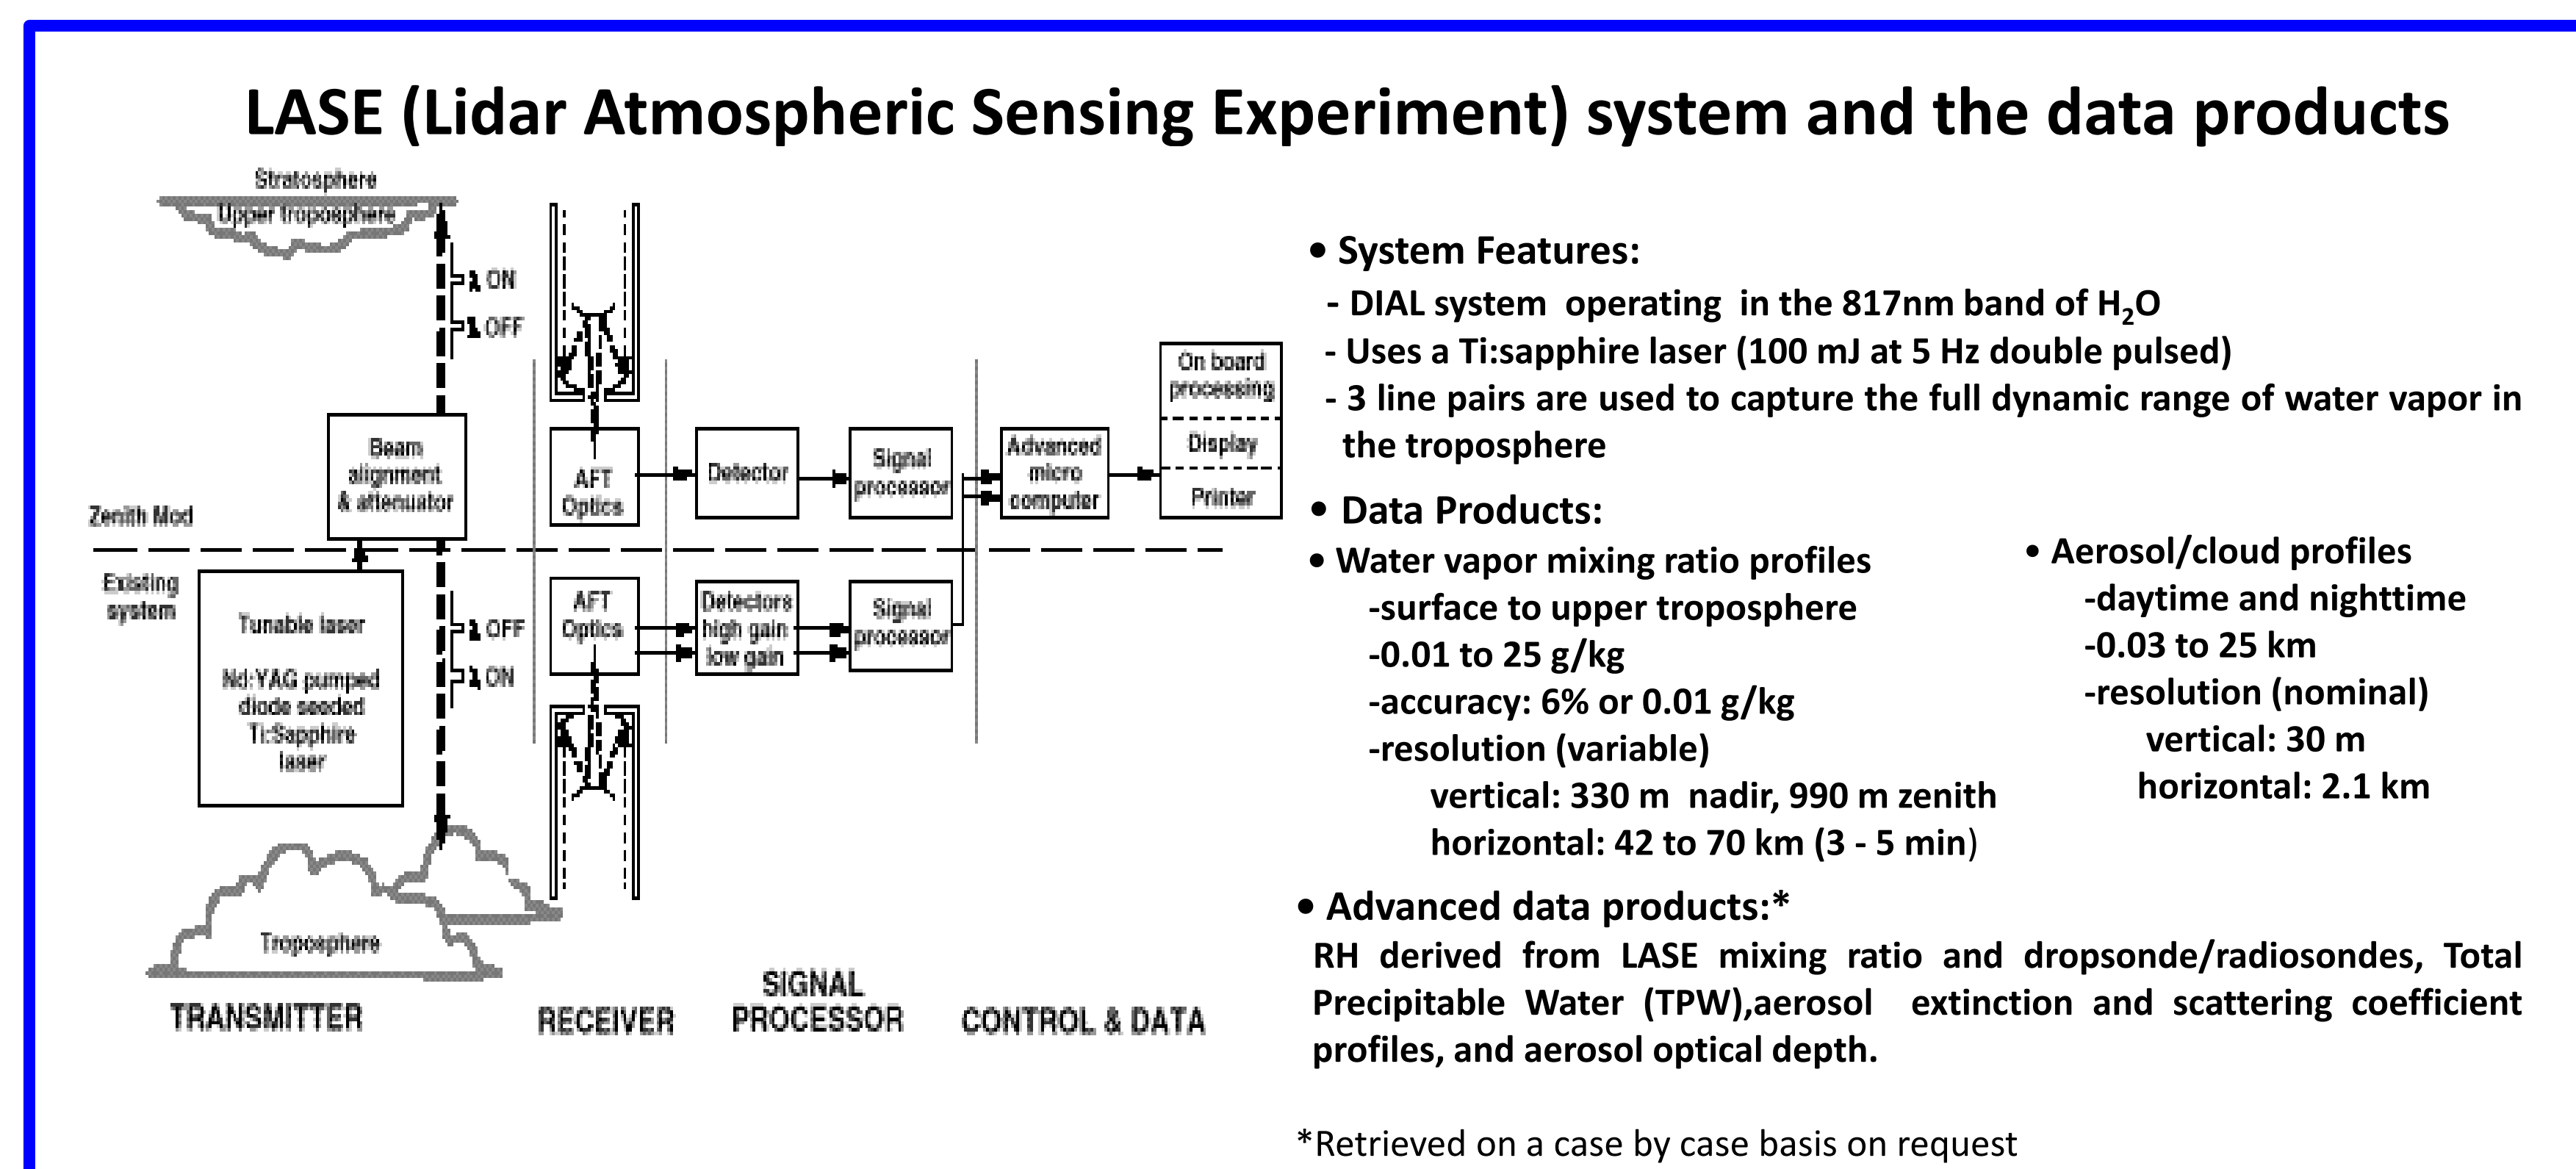 LASE (Lidar Atmospheric Sensing Experiment) system and the data products
Stratosphere
Upper troposphere
λ ON
λ OFF
Beam
alignment
& attenuator
Zenith Mod
Existing
system
Tunable laser
Nd:YAG pumped
diode seeded
Ti:Sapphire
laser
λ OFF
λ ON
Troposphere
TRANSMITTER
AFT
Optics
AFT
Optics
RECEIVER
Detector
Signal
processor
Detectors
high gain
low gain
Signal
processor
SIGNAL
PROCESSOR
Advanced
micro
computer
On board
processing
Display
Printer
CONTROL & DATA
• System Features:
- DIAL system operating in the 817nm band of H₂O
- Uses a Ti:sapphire laser (100 mJ at 5 Hz double pulsed)
- 3 line pairs are used to capture the full dynamic range of water vapor in
the troposphere
• Data Products:
• Water vapor mixing ratio profiles
-surface to upper troposphere
-0.01 to 25 g/kg
-accuracy: 6% or 0.01 g/kg
-resolution (variable)
vertical: 330 m nadir, 990 m zenith
horizontal: 42 to 70 km (3 - 5 min)
• Aerosol/cloud profiles
-daytime and nighttime
-0.03 to 25 km
-resolution (nominal)
vertical: 30 m
horizontal: 2.1 km
• Advanced data products:*
RH derived from LASE mixing ratio and dropsonde/radiosondes, Total
Precipitable Water (TPW),aerosol extinction and scattering coefficient
profiles, and aerosol optical depth.
*Retrieved on a case by case basis on request